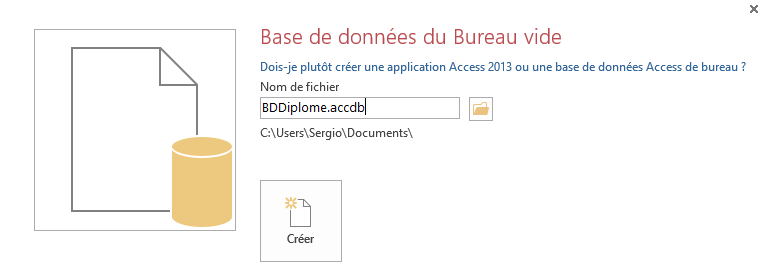 Base de données du Bureau vide
Dois-je plutôt créer une application Access 2013 ou une base de données Access de bureau ?
Nom de fichier
BDDiplome.accdb
C:\Users\Sergio\Documents\
Créer